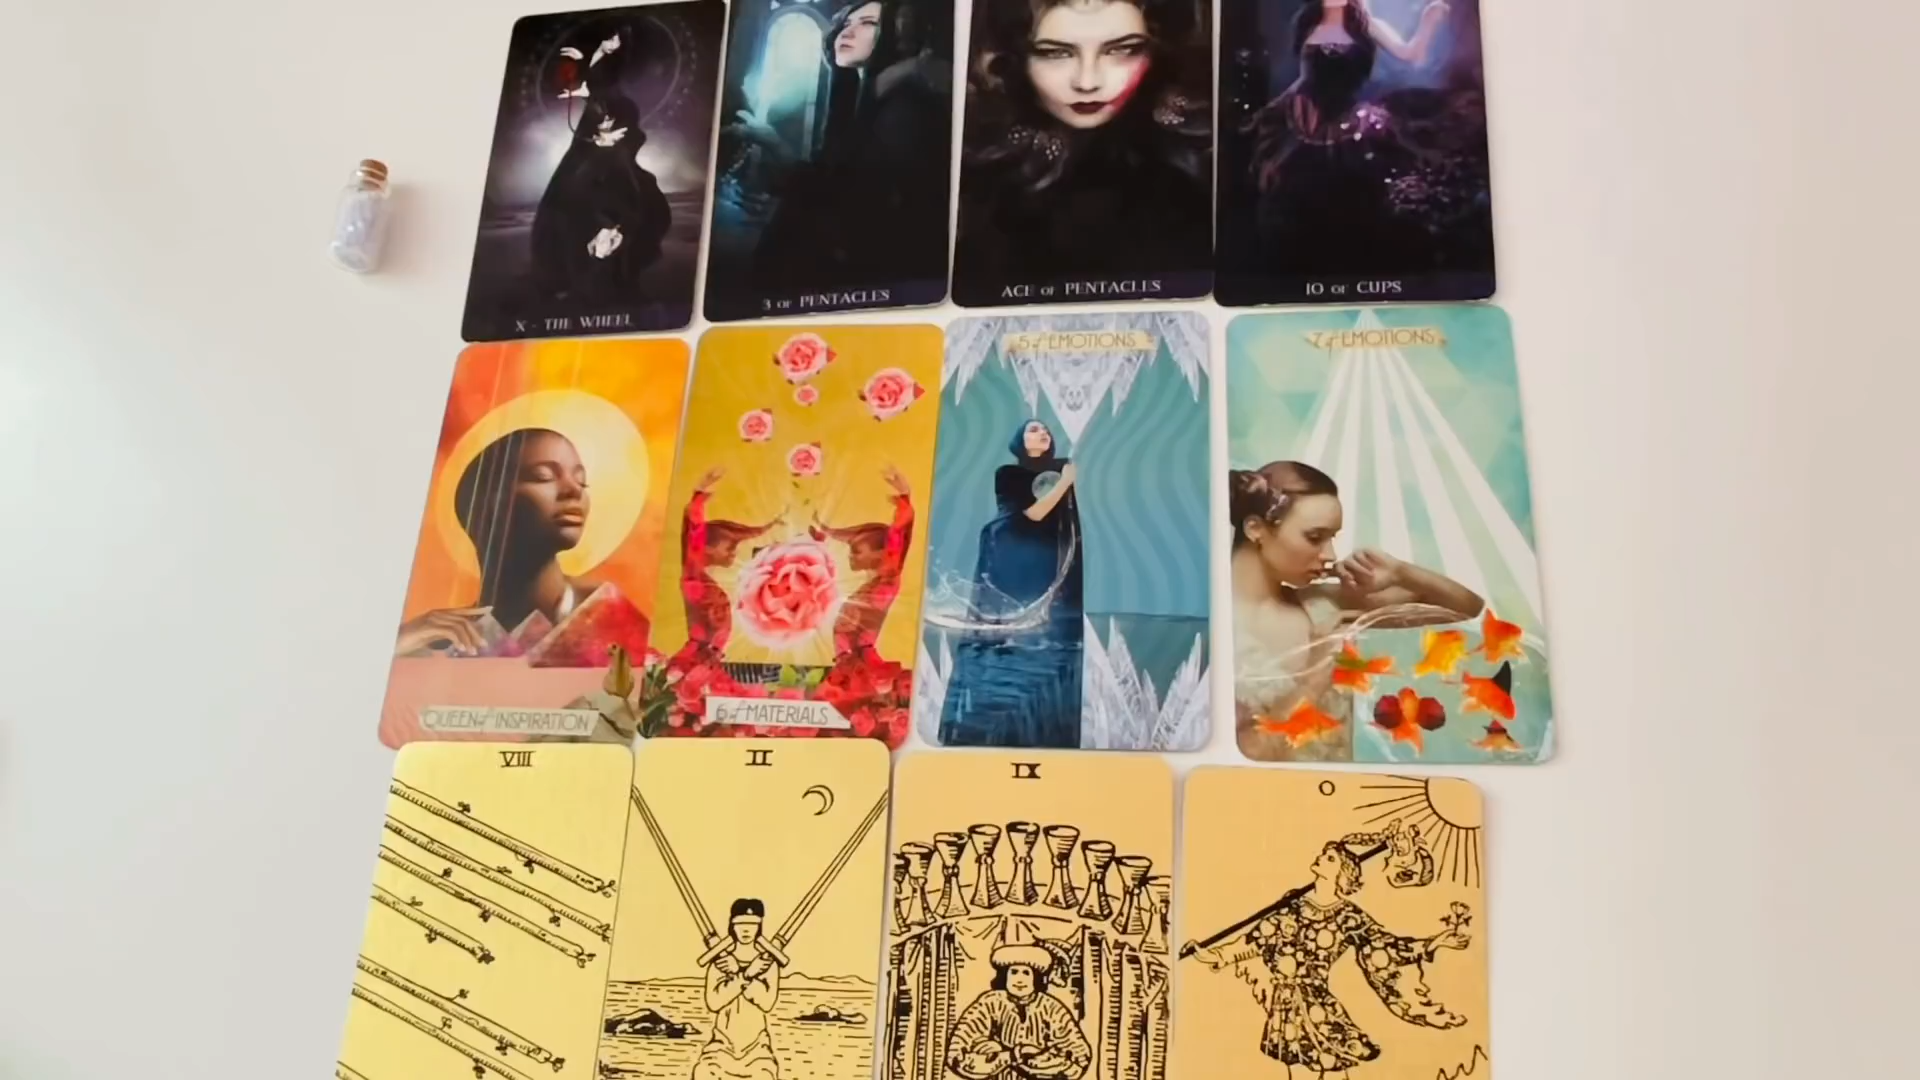 X - THE WHEEL
3 OF PENTACLES
ACE OF PENTACLES
10 OF CUPS
QUEEN of INSPIRATION
6 of MATERIALS
5 of EMOTIONS
7 of EMOTIONS
VIII
II
IX
0